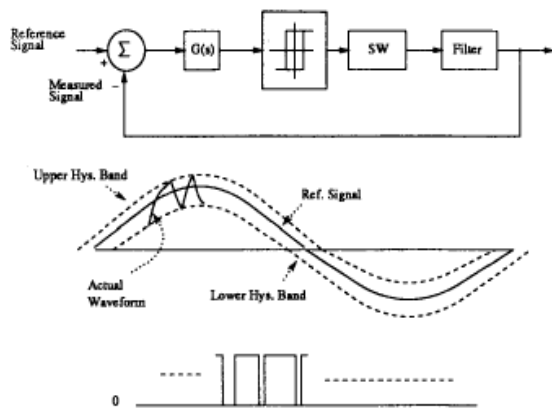 Reference
Signal
Σ
+
G(s)
SW
Filter
Measured
Signal
−
Upper Hys. Band
Ref. Signal
Actual
Waveform
Lower Hys. Band
0